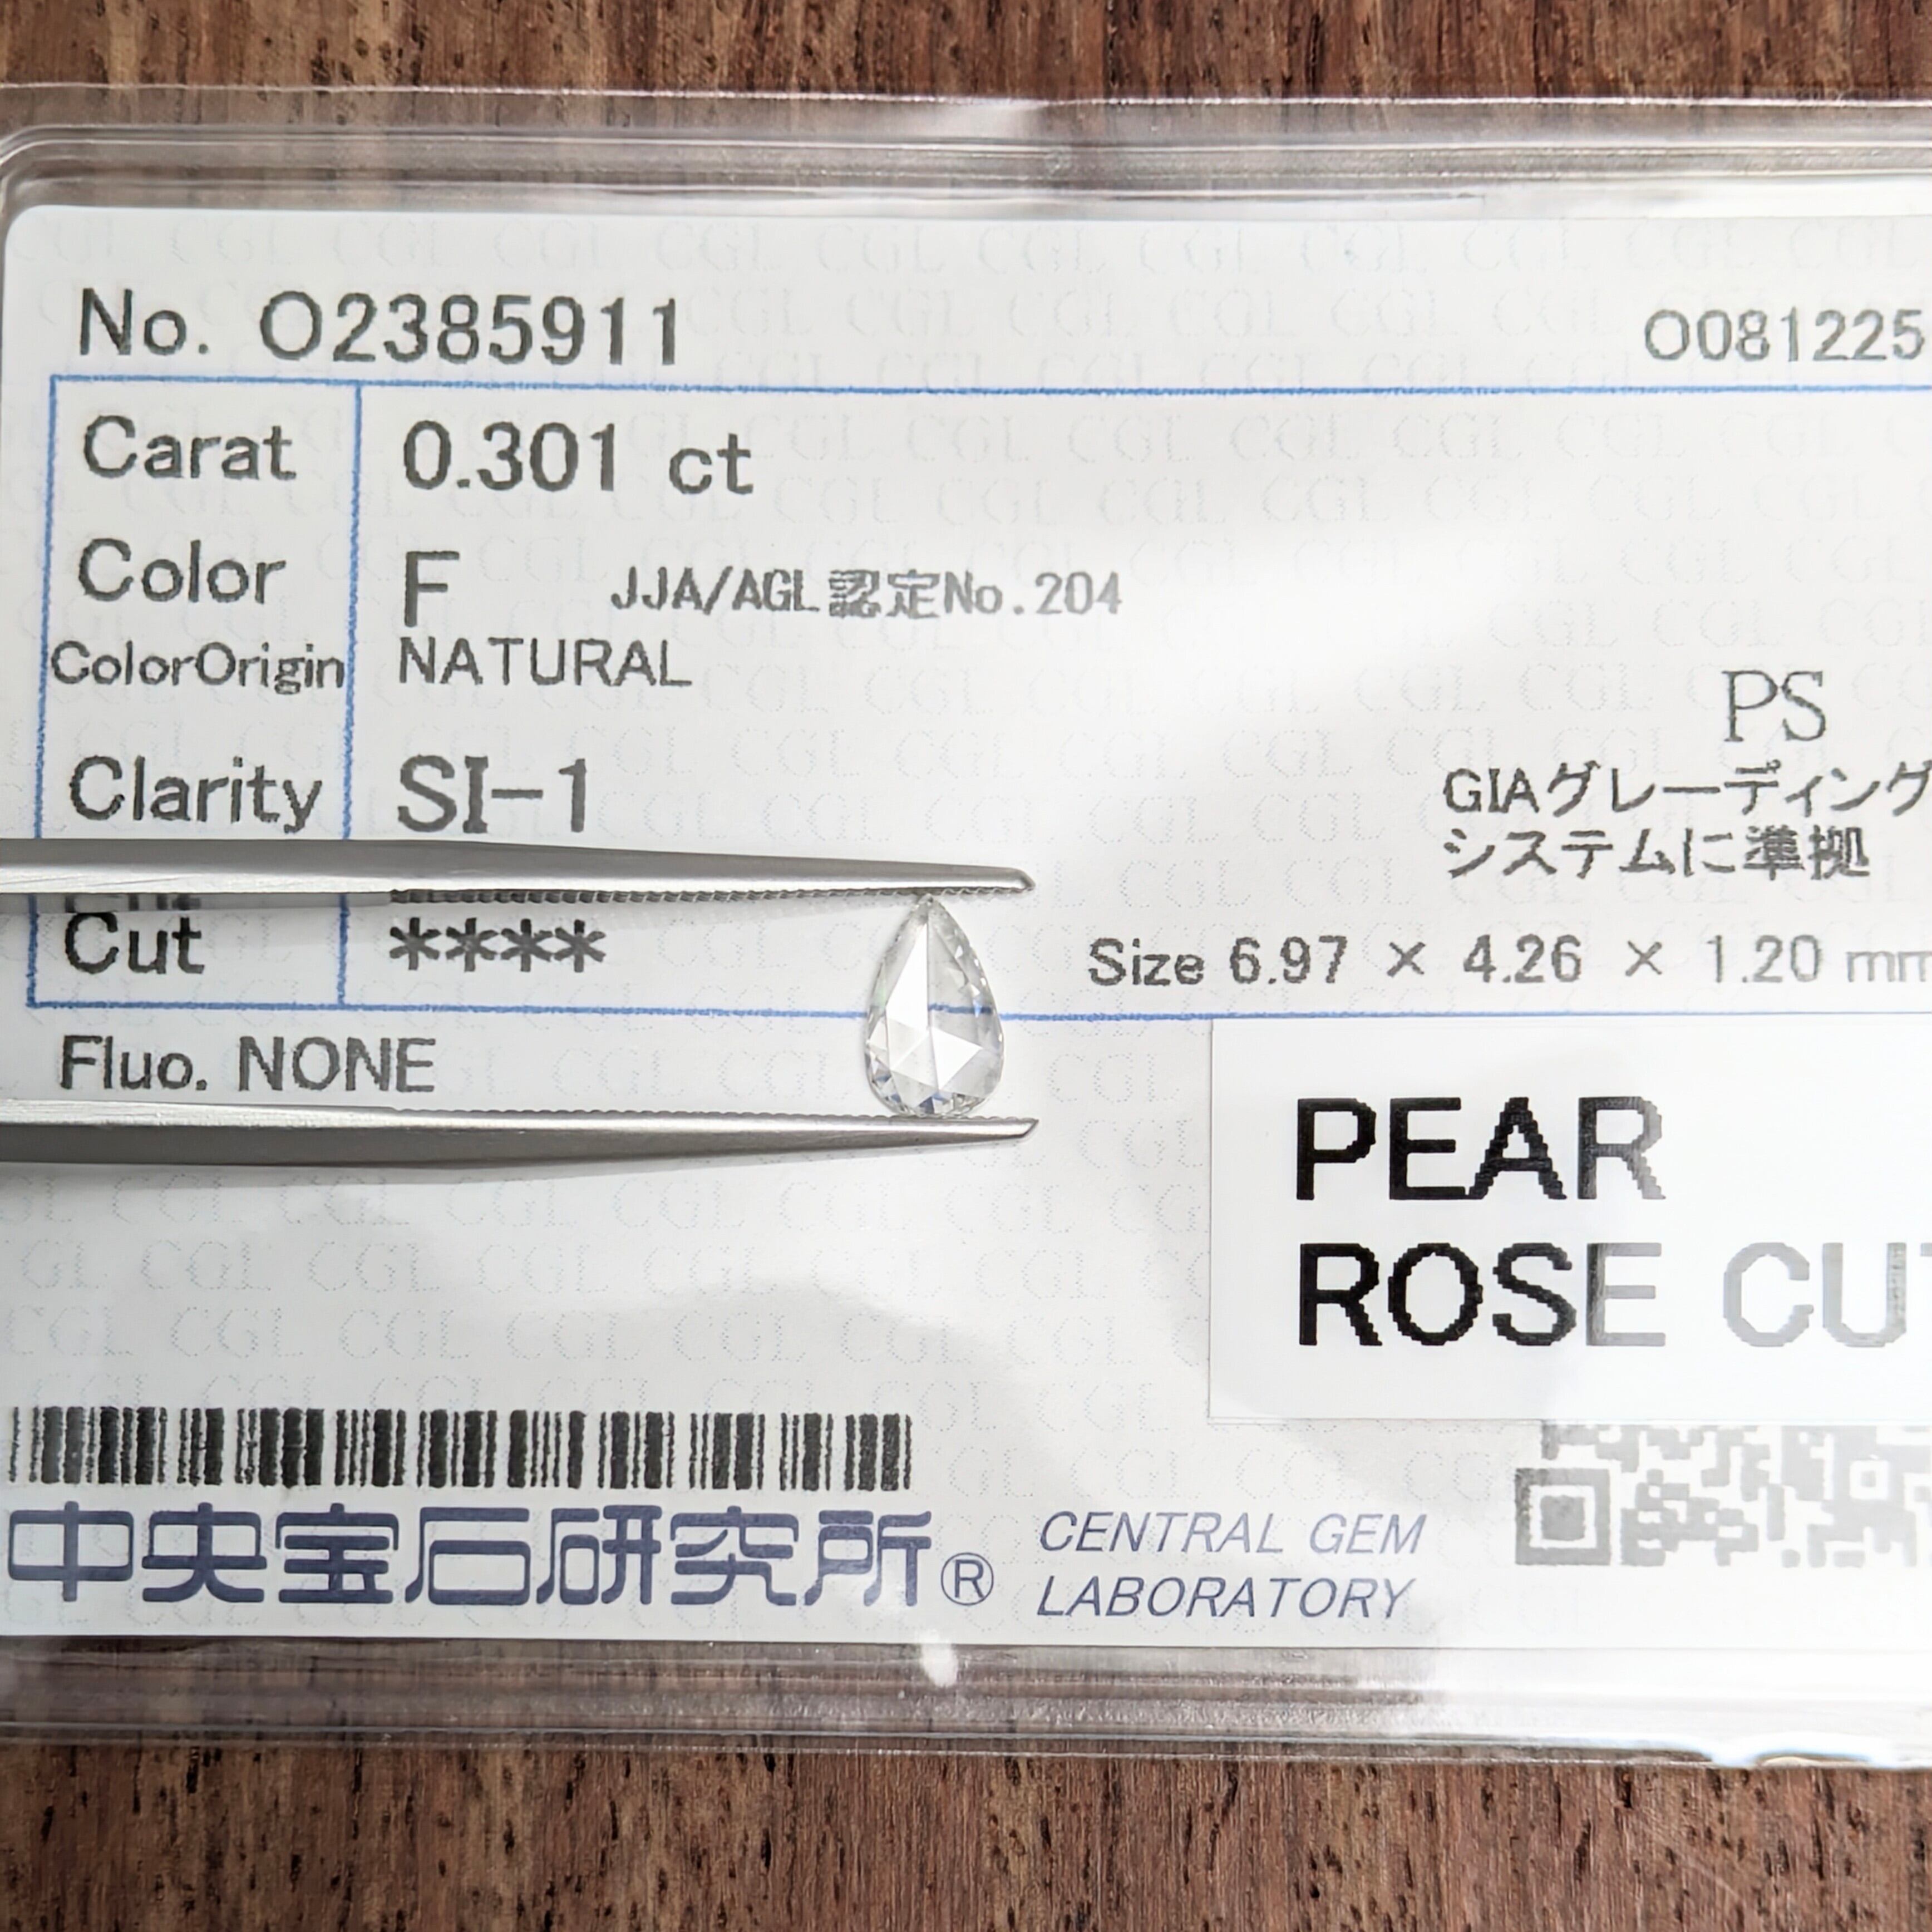 No. O2385911
O081225
Carat 0.301 ct
Color F JJA/AGL認定No.204
ColorOrigin NATURAL
PS
Clarity SI-1
GIAグレーディング
システムに準拠
Cut ****
Size 6.97 × 4.26 × 1.20 mm
Fluo. NONE
PEAR
ROSE CUT
中央宝石研究所®
CENTRAL GEM
LABORATORY